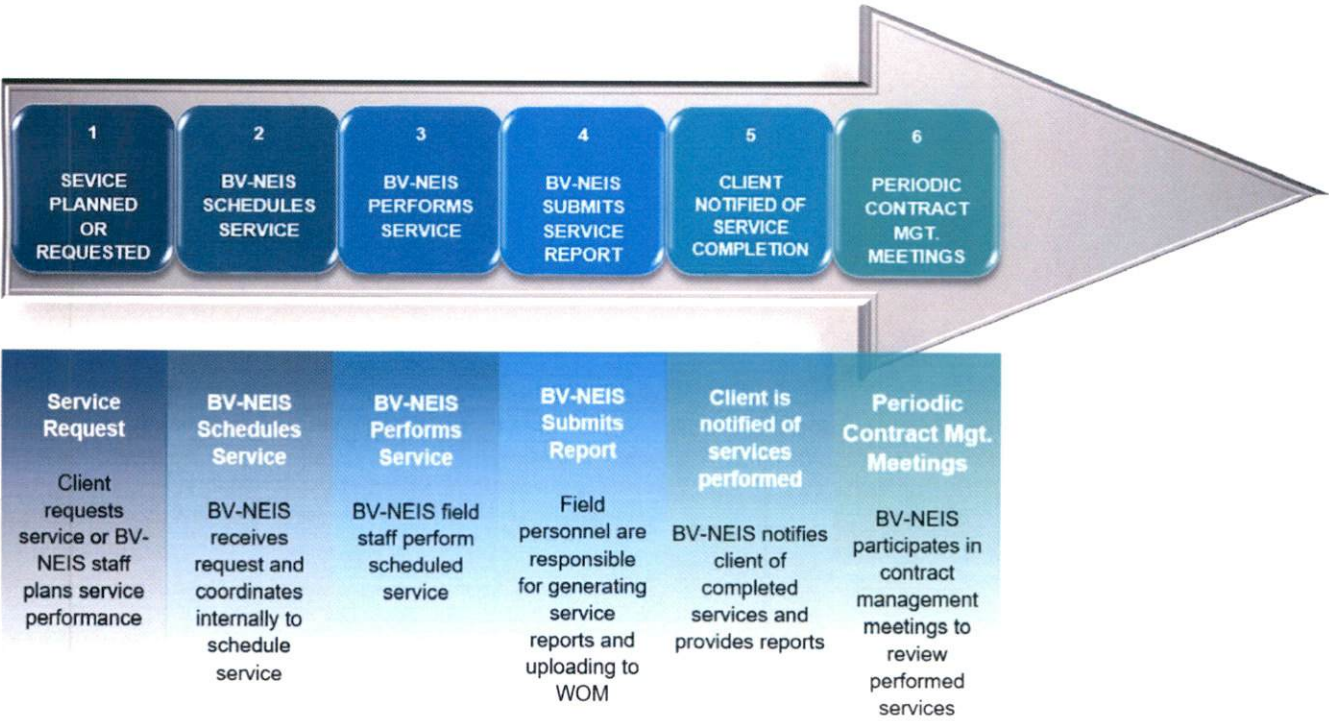 1
SEVICE
PLANNED
OR
REQUESTED
2
BV-NEIS
SCHEDULES
SERVICE
3
BV-NEIS
PERFORMS
SERVICE
4
BV-NEIS
SUBMITS
SERVICE
REPORT
5
CLIENT
NOTIFIED OF
SERVICE
COMPLETION
6
PERIODIC
CONTRACT
MGT.
MEETINGS
Service
Request
Client
requests
service or BV-
NEIS staff
plans service
performance
BV-NEIS
Schedules
Service
BV-NEIS
receives
request and
coordinates
internally to
schedule
service
BV-NEIS
Performs
Service
BV-NEIS field
staff perform
scheduled
service
BV-NEIS
Submits
Report
Field
personnel are
responsible
for generating
service
reports and
uploading to
WOM
Client is
notified of
services
performed
BV-NEIS notifies
client of
completed
services and
provides reports
Periodic
Contract Mgt.
Meetings
BV-NEIS
participates in
contract
management
meetings to
review
performed
services